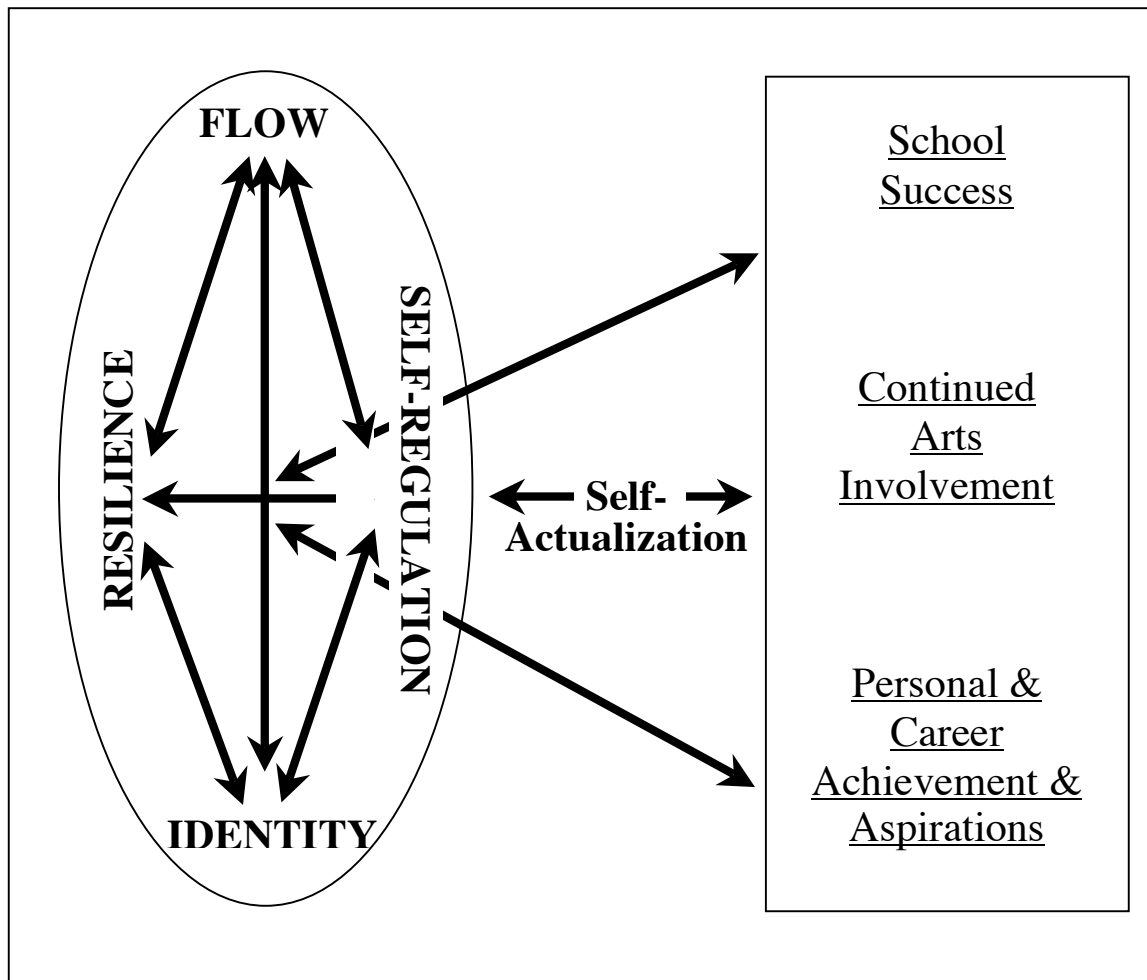 FLOW
RESILIENCE
SELF-REGULATION
IDENTITY
Self-
Actualization
School
Success
Continued
Arts
Involvement
Personal &
Career
Achievement &
Aspirations